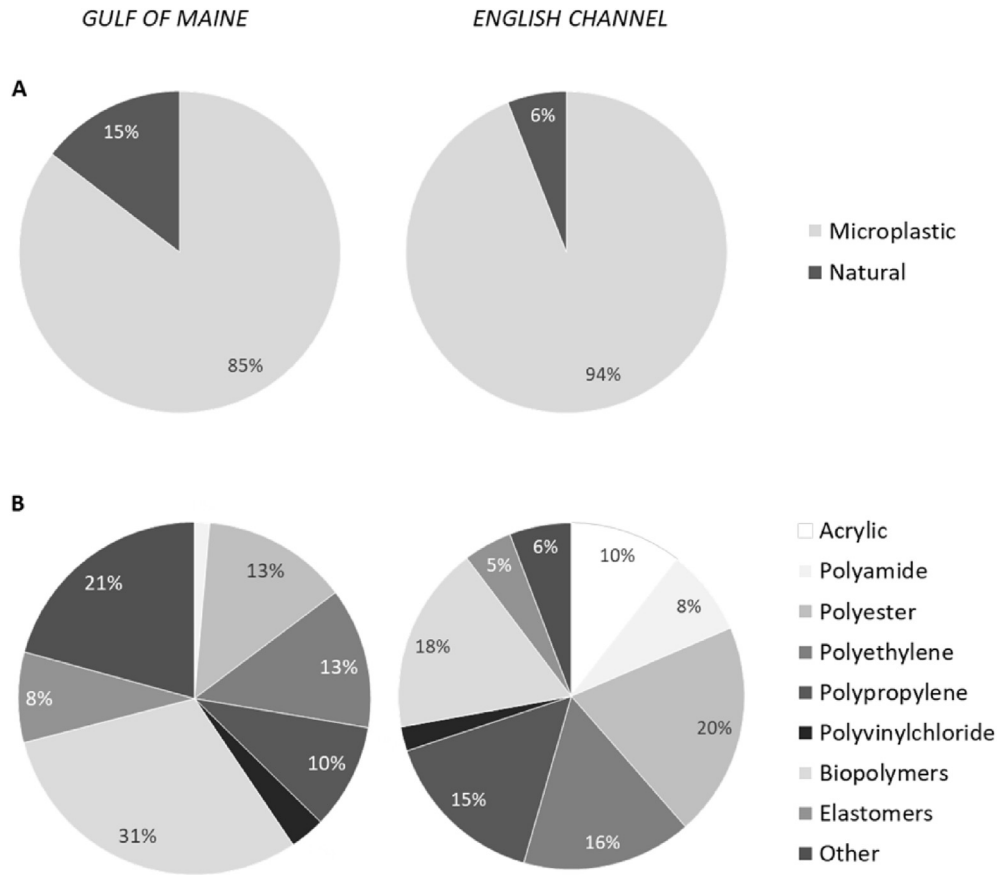 GULF OF MAINE
ENGLISH CHANNEL
A
15%
85%
6%
94%
Microplastic
Natural
B
13%
13%
10%
31%
8%
21%
10%
8%
20%
16%
15%
18%
5%
6%
Acrylic
Polyamide
Polyester
Polyethylene
Polypropylene
Polyvinylchloride
Biopolymers
Elastomers
Other